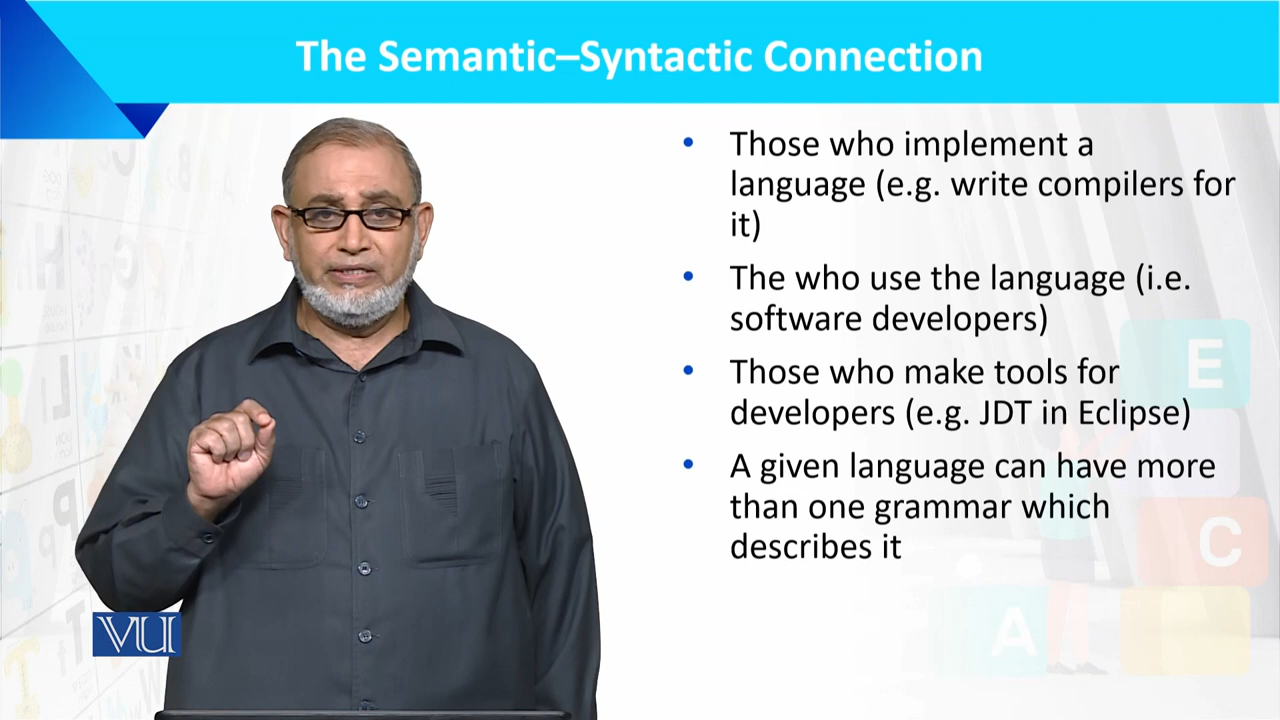 The Semantic–Syntactic Connection
• Those who implement a
language (e.g. write compilers for
it)
• The who use the language (i.e.
software developers)
• Those who make tools for
developers (e.g. JDT in Eclipse)
• A given language can have more
than one grammar which
describes it
VU
E
C
A